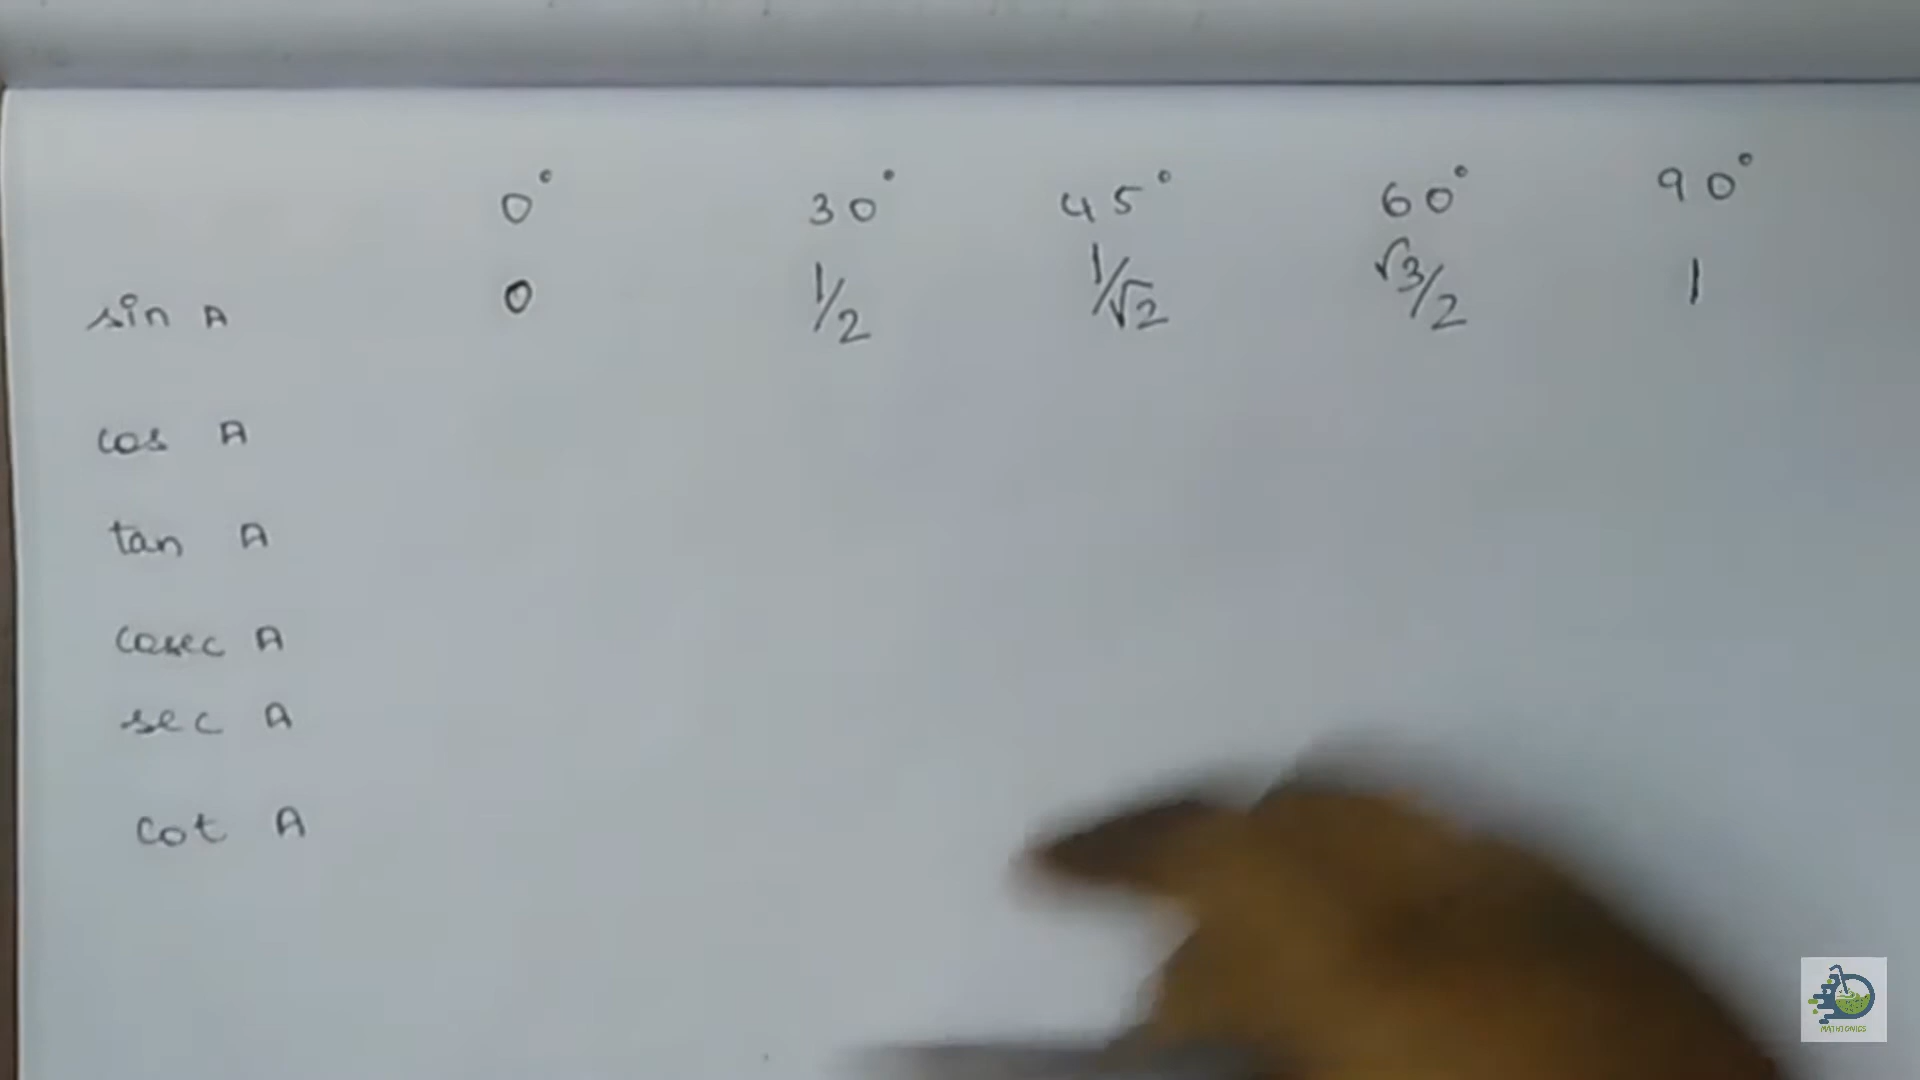 0° 30° 45° 60° 90°
sin A 0 1/2 1/√2 √3/2 1
cos A
tan A
cosec A
sec A
cot A
MATHTONICS